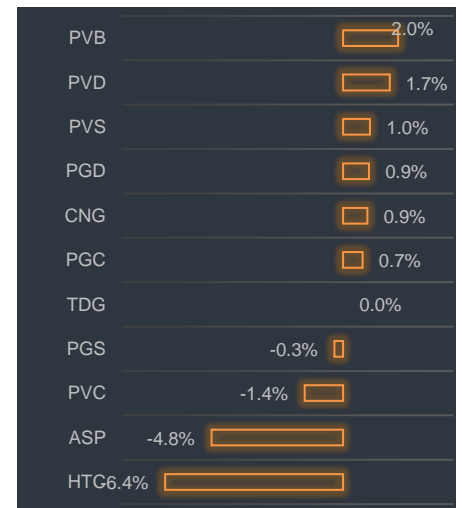 PVB 2.0%
PVD 1.7%
PVS 1.0%
PGD 0.9%
CNG 0.9%
PGC 0.7%
TDG 0.0%
PGS -0.3%
PVC -1.4%
ASP -4.8%
HTC -6.4%